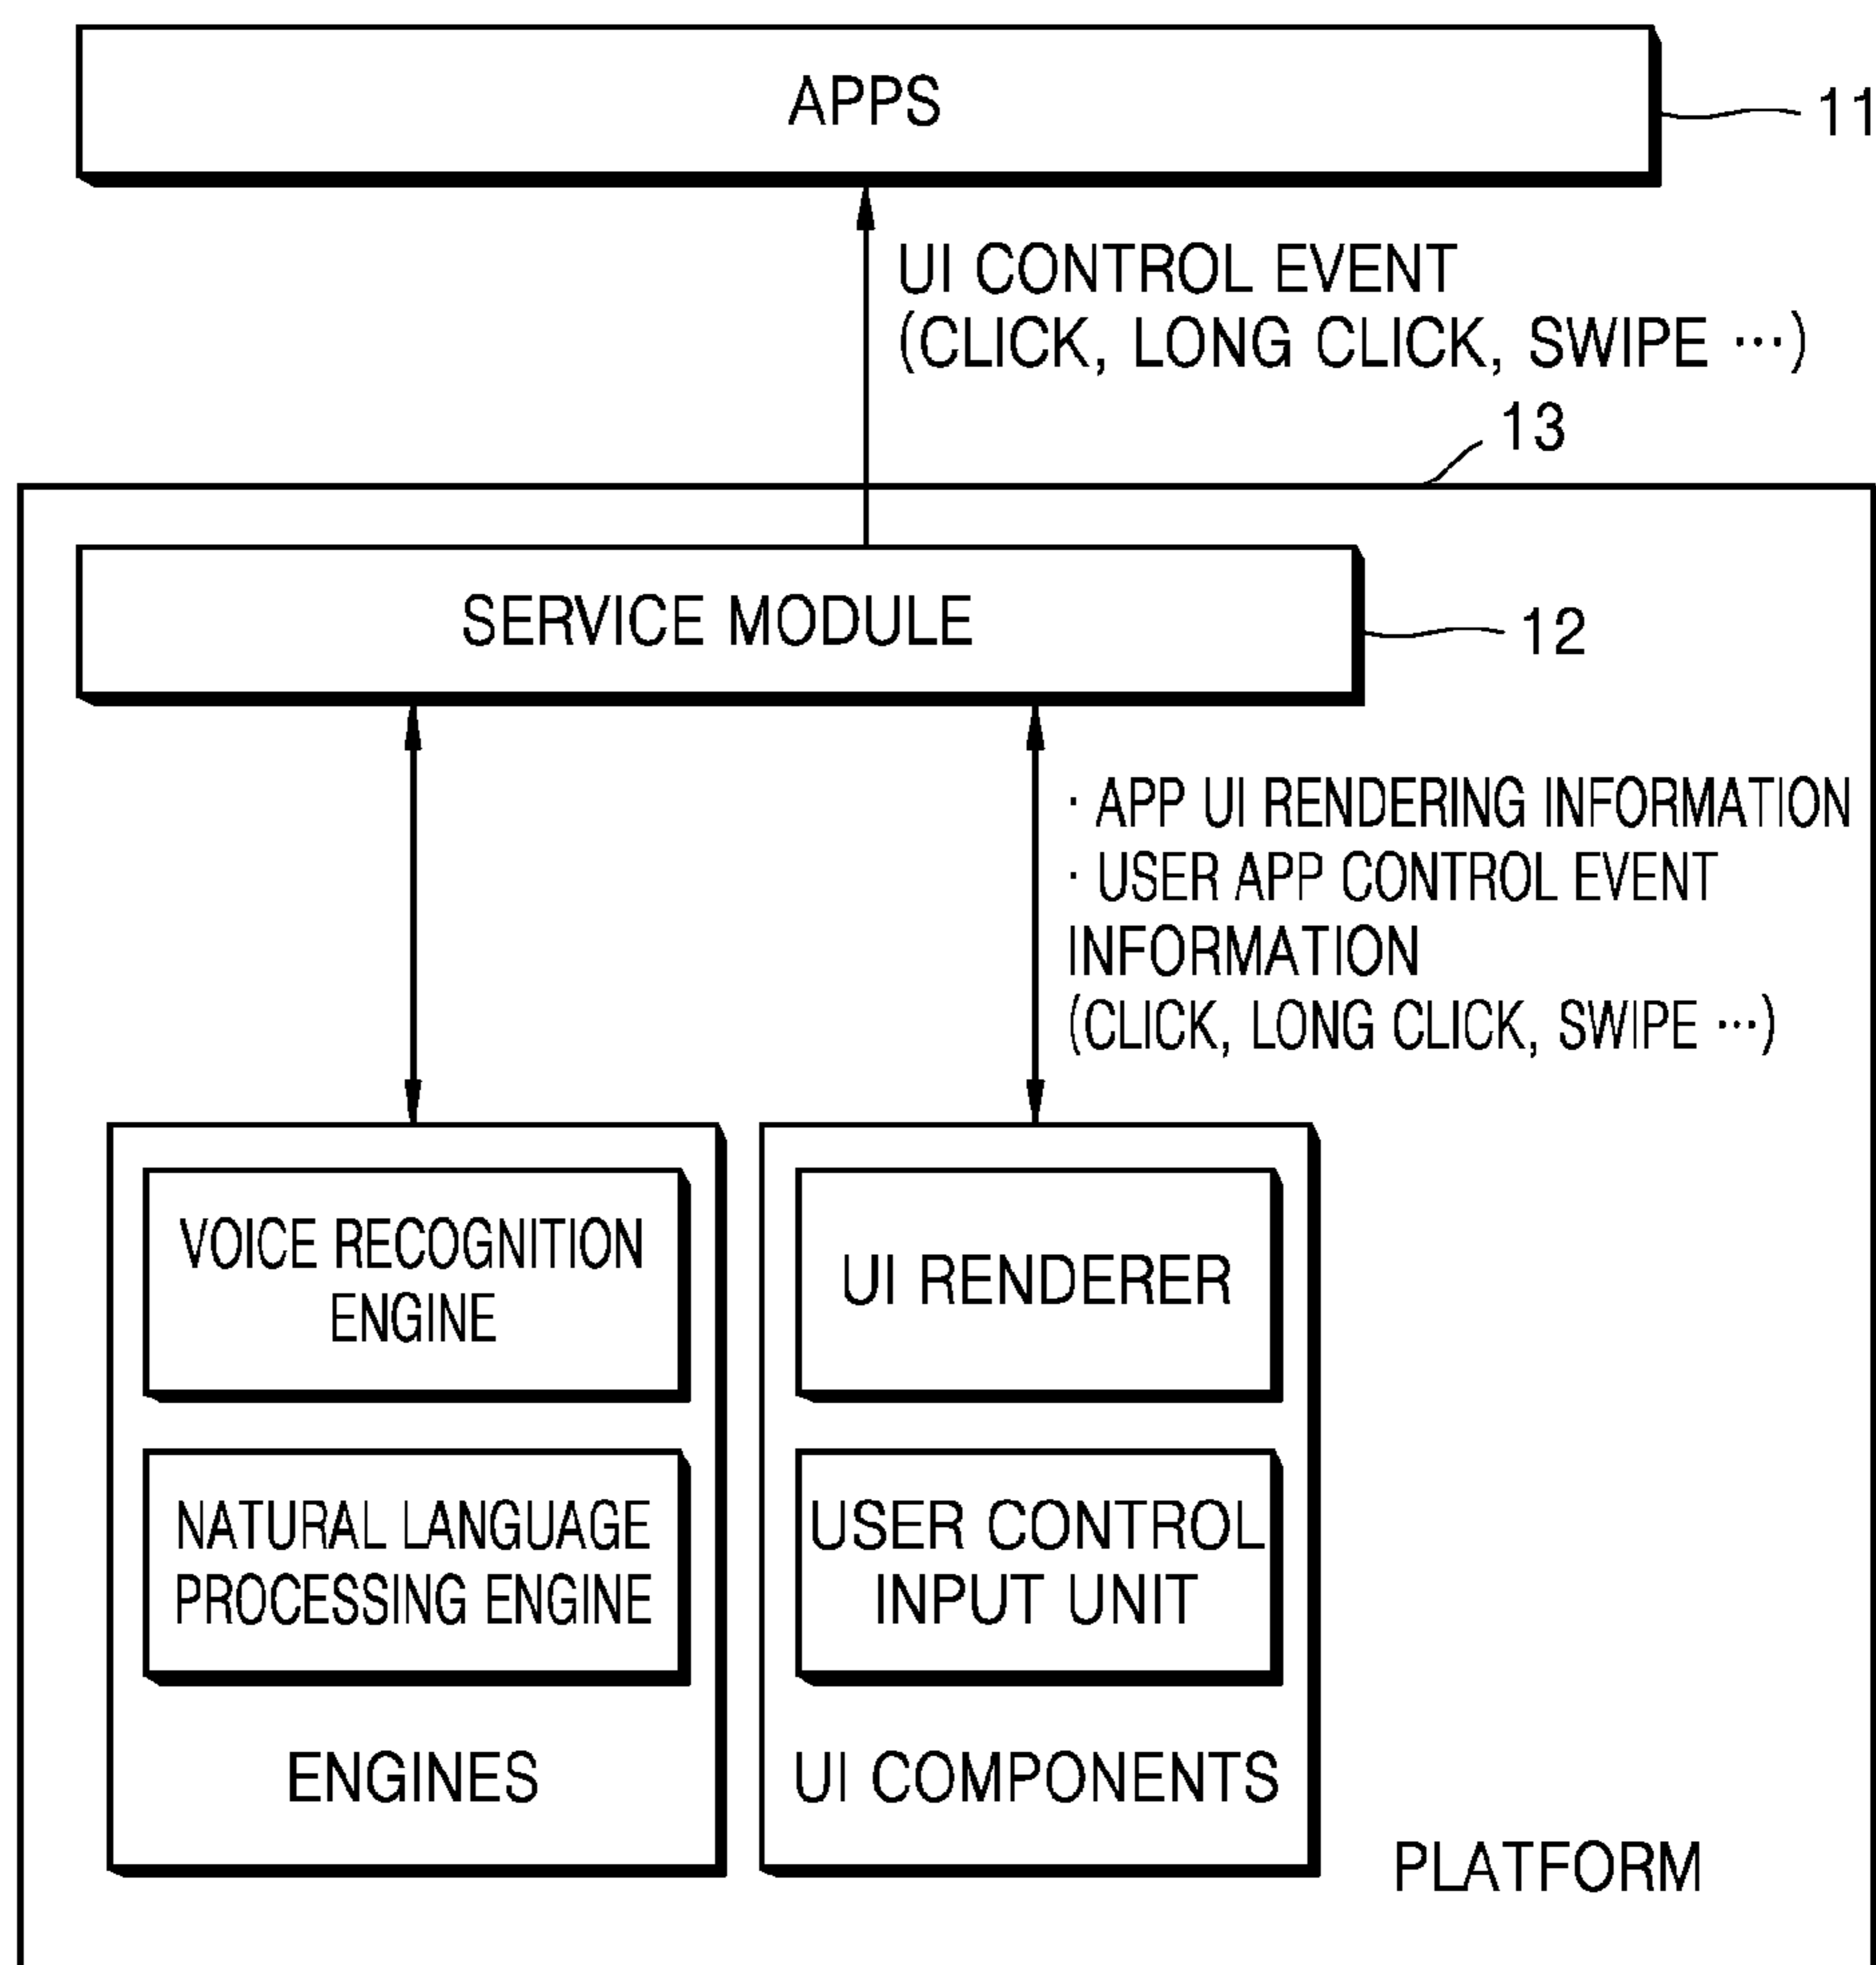 APPS
11
UI CONTROL EVENT
(CLICK, LONG CLICK, SWIPE ⋯)
13
SERVICE MODULE
12
· APP UI RENDERING INFORMATION
· USER APP CONTROL EVENT
INFORMATION
(CLICK, LONG CLICK, SWIPE ⋯)
VOICE RECOGNITION
ENGINE
NATURAL LANGUAGE
PROCESSING ENGINE
ENGINES
UI RENDERER
USER CONTROL
INPUT UNIT
UI COMPONENTS
PLATFORM